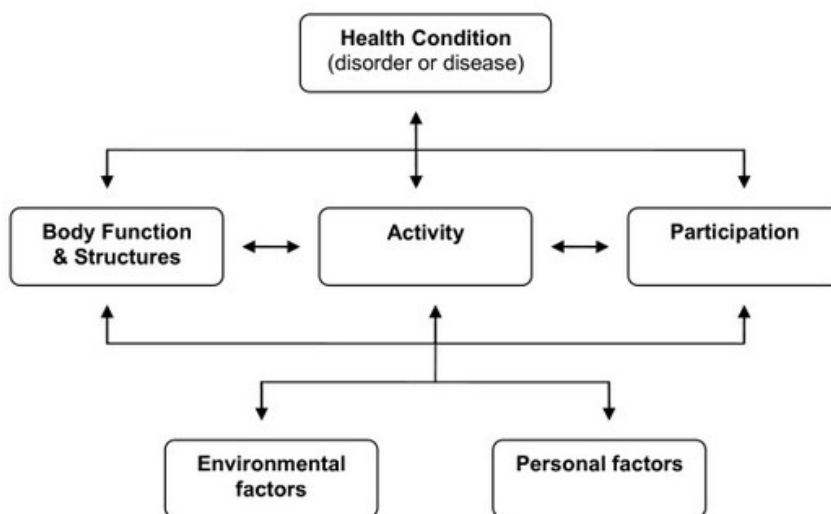 Health Condition
(disorder or disease)
Body Function
& Structures
Activity
Participation
Environmental
factors
Personal factors